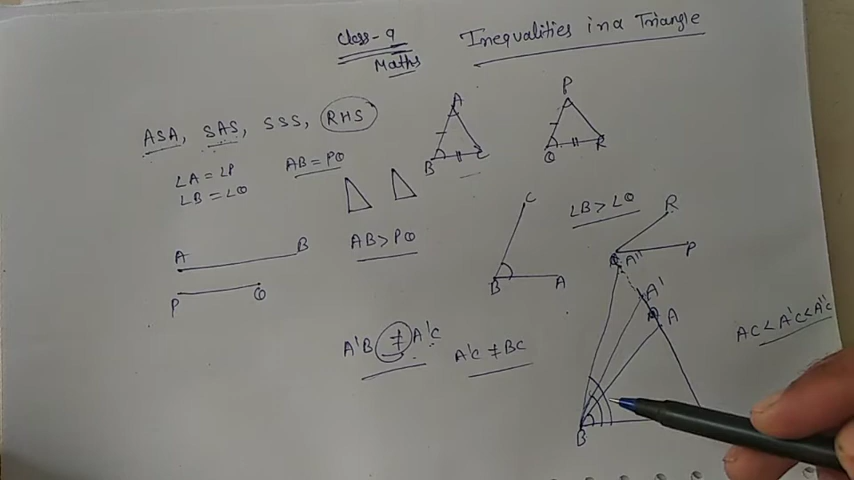 Class-9
Maths
Inequalities in a Triangle
ASA, SAS, SSS, RHS
∠A = ∠P
∠B = ∠Q
AB = PQ
A
B
C
P
Q
R
A
B
P
Q
AB > PQ
C
B
A
∠B > ∠Q
R
P
A''
A'
A
B
A'B ≠ A'C
A'C ≠ BC
AC < A'C < A''C